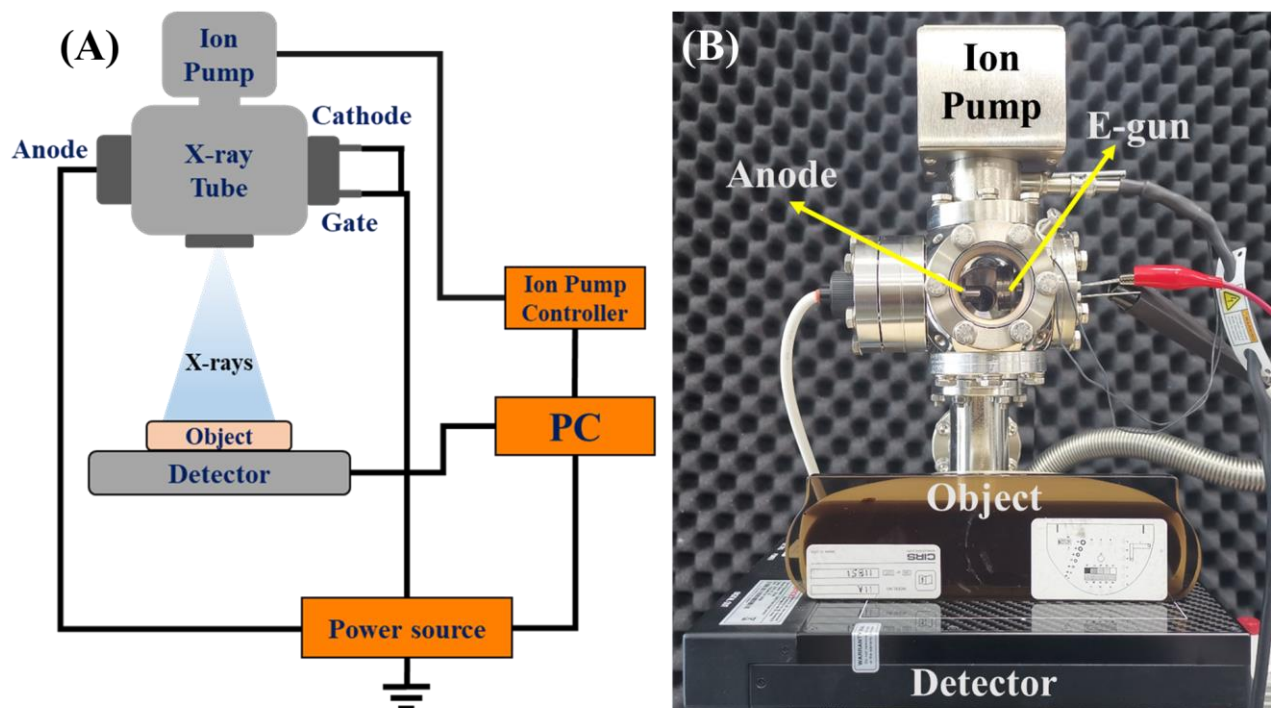 (A)
Ion
Pump
Cathode
Anode
X-ray
Tube
Gate
Ion Pump
Controller
X-rays
PC
Object
Detector
Power source
(B)
Ion
Pump
E-gun
Anode
Object
CIRS
11A
Detector